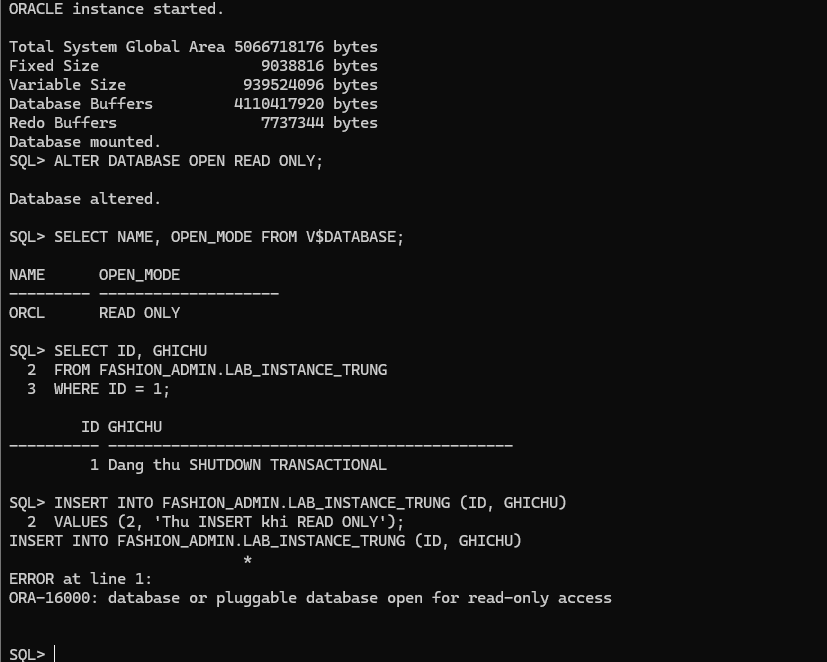 ORACLE instance started.
Total System Global Area 5066718176 bytes
Fixed Size                  9038816 bytes
Variable Size             939524096 bytes
Database Buffers         4110417920 bytes
Redo Buffers                7737344 bytes
Database mounted.
SQL> ALTER DATABASE OPEN READ ONLY;
Database altered.
SQL> SELECT NAME, OPEN_MODE FROM V$DATABASE;
NAME      OPEN_MODE
--------- --------------------
ORCL      READ ONLY
SQL> SELECT ID, GHICHU
  2  FROM FASHION_ADMIN.LAB_INSTANCE_TRUNG
  3  WHERE ID = 1;
        ID GHICHU
---------- ---------------------------------------------
         1 Dang thu SHUTDOWN TRANSACTIONAL
SQL> INSERT INTO FASHION_ADMIN.LAB_INSTANCE_TRUNG (ID, GHICHU)
  2  VALUES (2, 'Thu INSERT khi READ ONLY');
INSERT INTO FASHION_ADMIN.LAB_INSTANCE_TRUNG (ID, GHICHU)
                          *
ERROR at line 1:
ORA-16000: database or pluggable database open for read-only access
SQL>